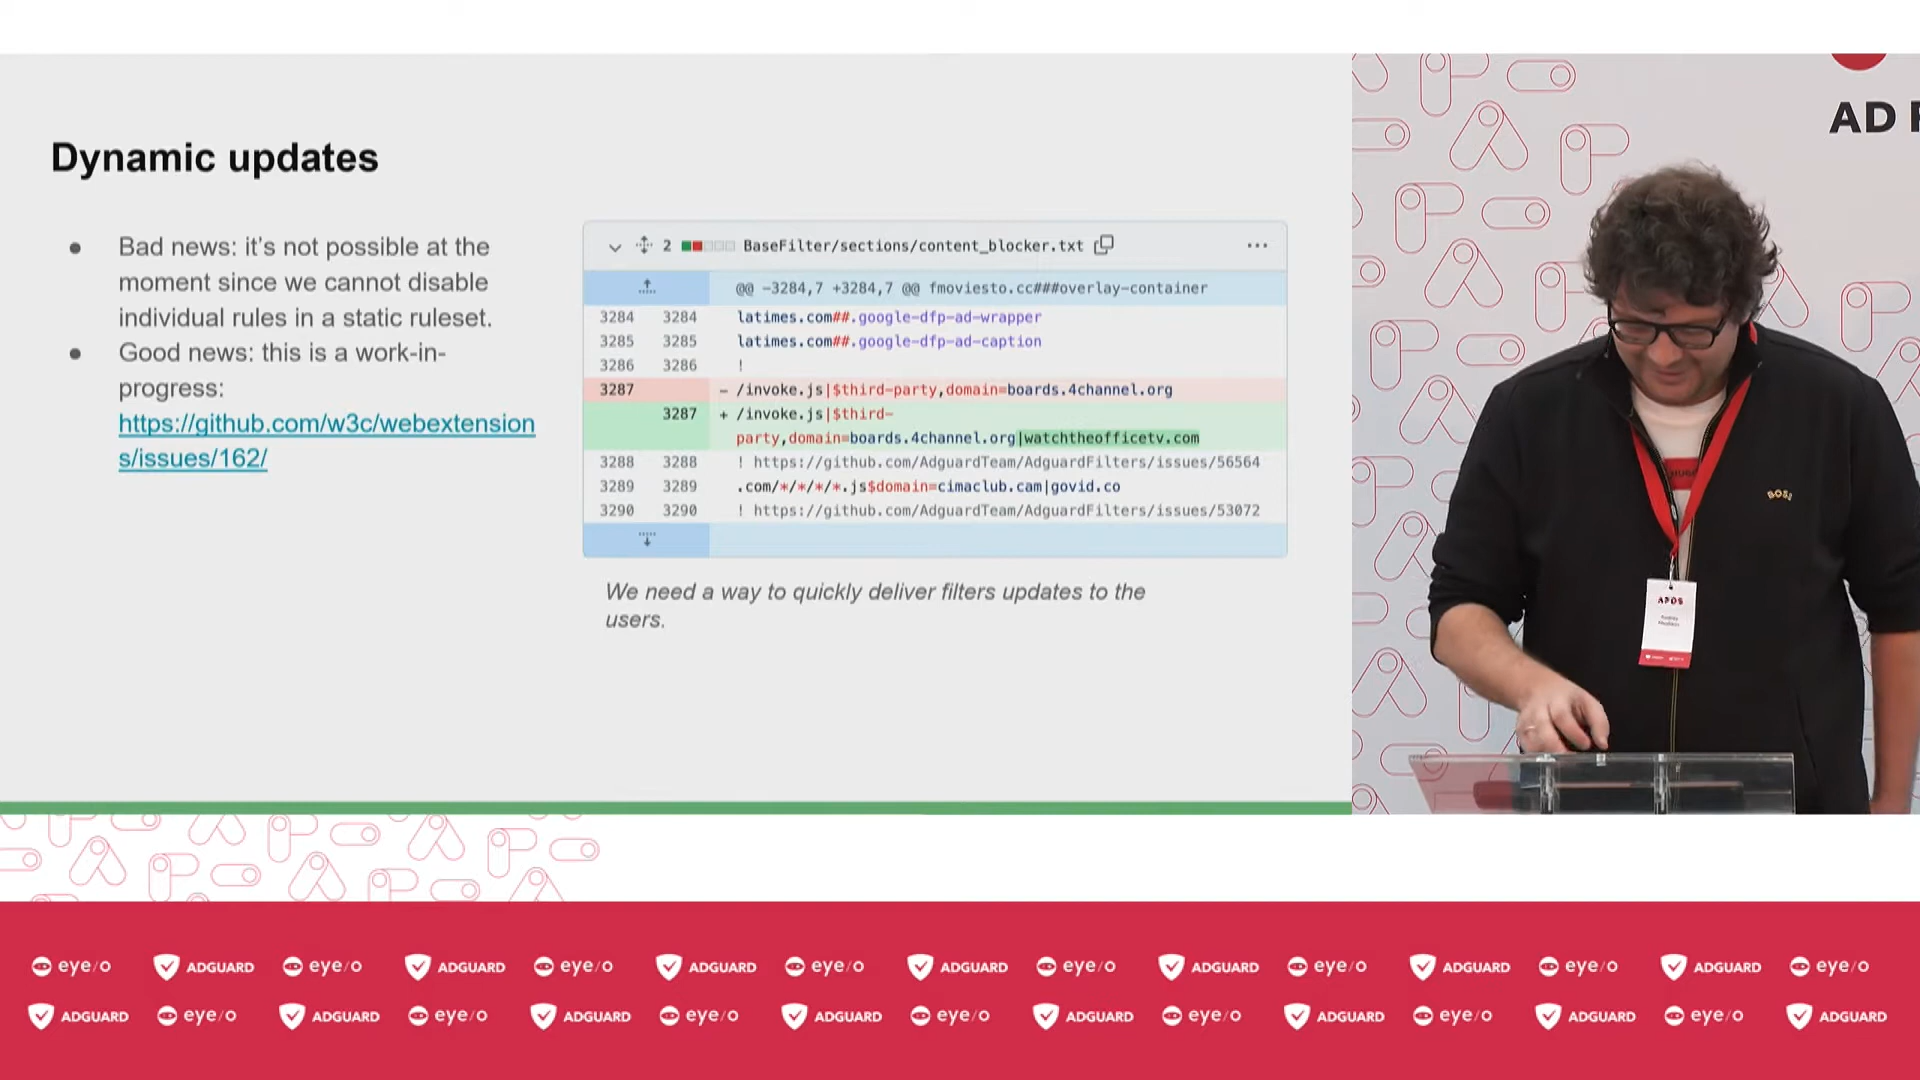 Dynamic updates
● Bad news: it's not possible at the
moment since we cannot disable
individual rules in a static ruleset.
● Good news: this is a work-in-
progress:
https://github.com/w3c/webextension
s/issues/162/
2 BaseFilter/sections/content_blocker.txt ...
@@ -3284,7 +3284,7 @@ fmoviesto.cc###overlay-container
3284 3284 latimes.com##.google-dfp-ad-wrapper
3285 3285 latimes.com##.google-dfp-ad-caption
3286 3286 !
3287 - /invoke.js|$third-party,domain=boards.4channel.org
3287 + /invoke.js|$third-
party,domain=boards.4channel.org|watchtheofficetv.com
3288 3288 ! https://github.com/AdguardTeam/AdguardFilters/issues/56564
3289 3289 .com/*/*/*/*.js$domain=cimaclub.cam|govid.co
3290 3290 ! https://github.com/AdguardTeam/AdguardFilters/issues/53072
We need a way to quickly deliver filters updates to the
users.
AD
BOSS
AFDS
eye/o ADGUARD eye/o ADGUARD eye/o ADGUARD eye/o ADGUARD eye/o ADGUARD eye/o ADGUARD eye/o ADGUARD eye/o
ADGUARD eye/o ADGUARD eye/o ADGUARD eye/o ADGUARD eye/o ADGUARD eye/o ADGUARD eye/o ADGUARD eye/o ADGUARD